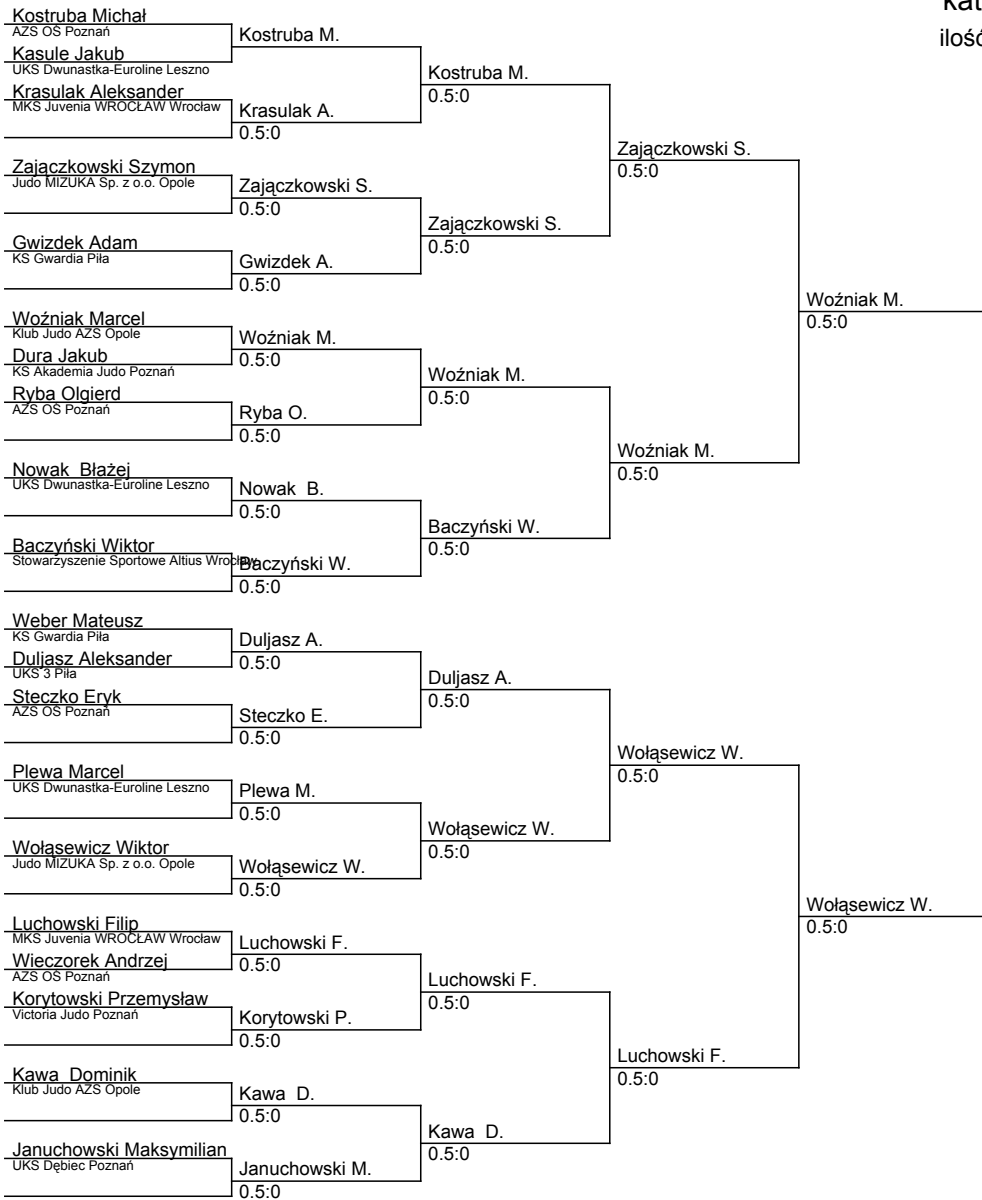 kat
ilość
Kostruba Michał
AZS OŚ Poznań
Kasule Jakub
UKS Dwunastka-Euroline Leszno
Krasulak Aleksander
MKS Juvenia WROCŁAW Wrocław
Zajączkowski Szymon
Judo MIZUKA Sp. z o.o. Opole
Gwizdek Adam
KS Gwardia Piła
Woźniak Marcel
Klub Judo AZS Opole
Dura Jakub
KS Akademia Judo Poznań
Ryba Olgierd
AZS OŚ Poznań
Nowak Błażej
UKS Dwunastka-Euroline Leszno
Baczyński Wiktor
Stowarzyszenie Sportowe Altius Wrocław
Weber Mateusz
KS Gwardia Piła
Duljasz Aleksander
UKS 3 Piła
Steczko Eryk
AZS OŚ Poznań
Plewa Marcel
UKS Dwunastka-Euroline Leszno
Wołąsewicz Wiktor
Judo MIZUKA Sp. z o.o. Opole
Luchowski Filip
MKS Juvenia WROCŁAW Wrocław
Wieczorek Andrzej
AZS OŚ Poznań
Korytowski Przemysław
Victoria Judo Poznań
Kawa Dominik
Klub Judo AZS Opole
Januchowski Maksymilian
UKS Dębiec Poznań
Kostruba M.
Krasulak A.
0.5:0
Zajączkowski S.
0.5:0
Gwizdek A.
0.5:0
Woźniak M.
0.5:0
Ryba O.
0.5:0
Nowak B.
0.5:0
Baczyński W.
0.5:0
Duljasz A.
0.5:0
Steczko E.
0.5:0
Plewa M.
0.5:0
Wołąsewicz W.
0.5:0
Luchowski F.
0.5:0
Korytowski P.
0.5:0
Kawa D.
0.5:0
Januchowski M.
0.5:0
Kostruba M.
0.5:0
Zajączkowski S.
0.5:0
Woźniak M.
0.5:0
Baczyński W.
0.5:0
Duljasz A.
0.5:0
Wołąsewicz W.
0.5:0
Luchowski F.
0.5:0
Kawa D.
0.5:0
Zajączkowski S.
0.5:0
Woźniak M.
0.5:0
Wołąsewicz W.
0.5:0
Luchowski F.
0.5:0
Woźniak M.
0.5:0
Wołąsewicz W.
0.5:0